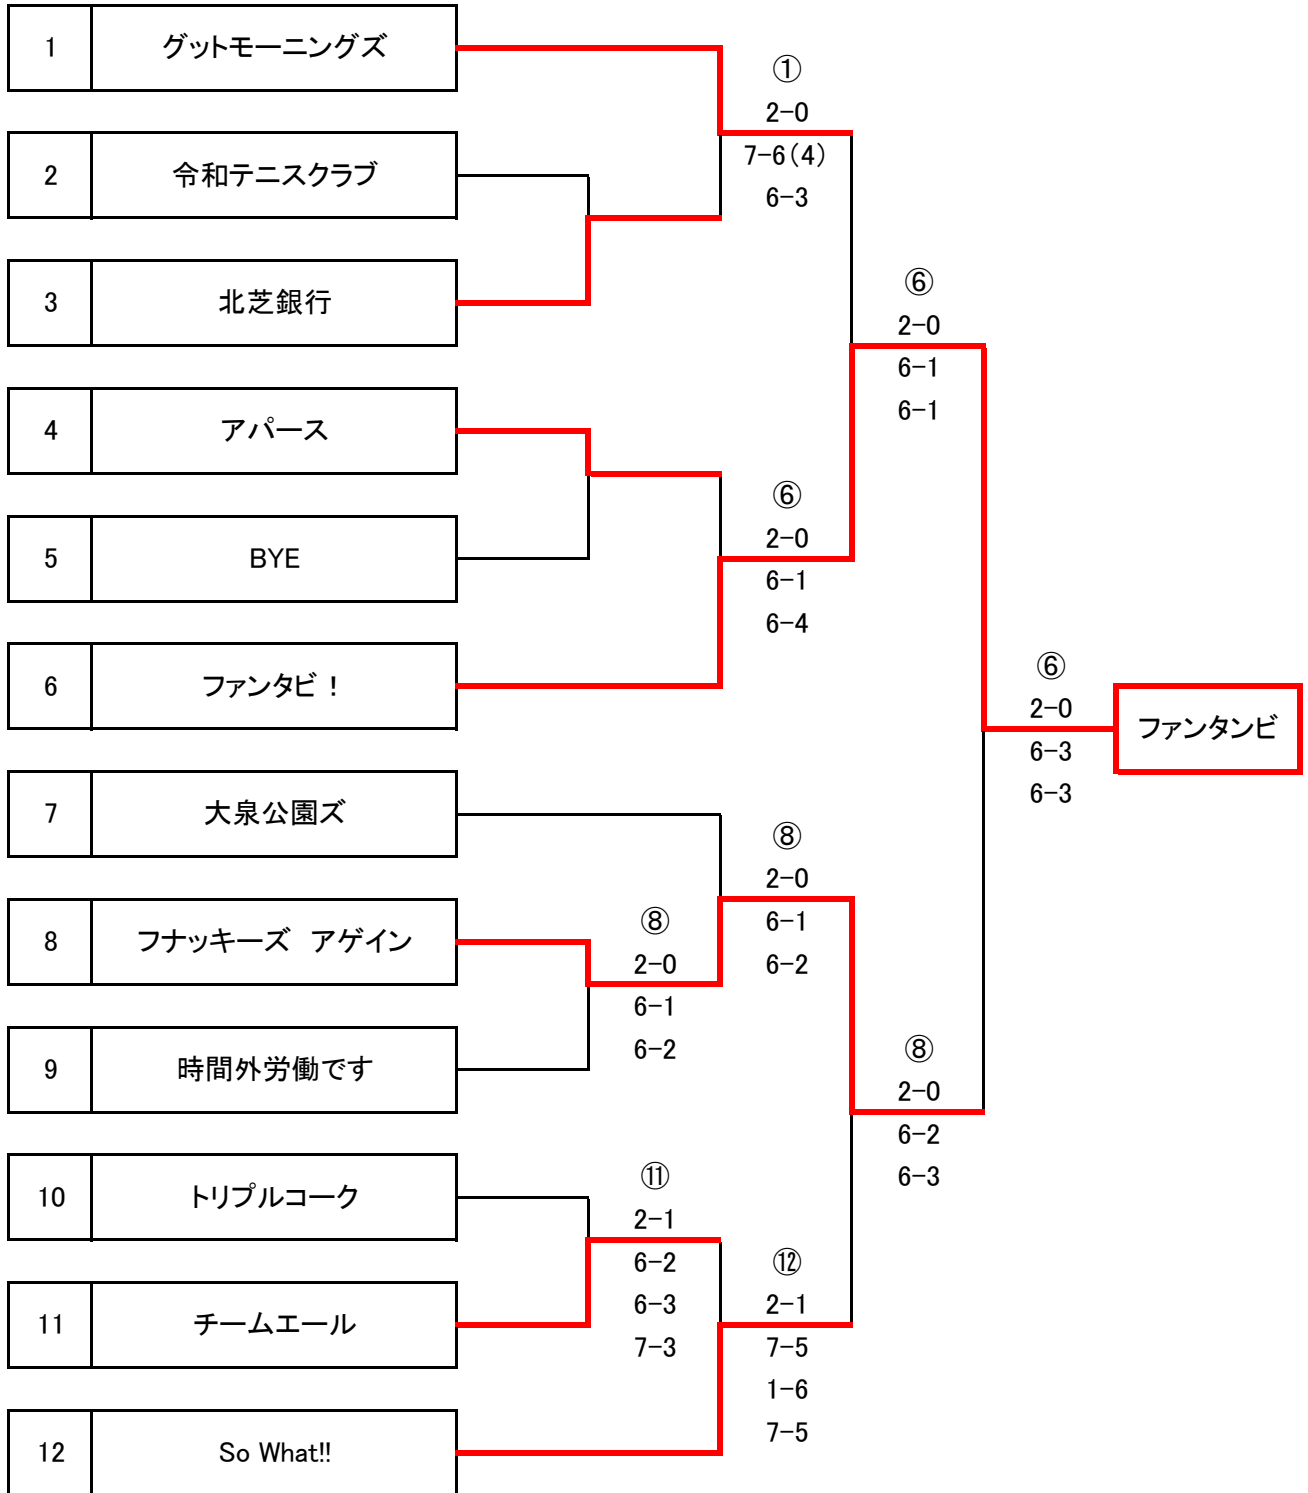 1 グットモーニングズ
2 令和テニスクラブ
3 北芝銀行
4 アパース
5 BYE
6 ファンタビ！
7 大泉公園ズ
8 フナッキーズ　アゲイン
9 時間外労働です
10 トリプルコーク
11 チームエール
12 So What!!
⑧
2-0
6-1
6-2
⑪
2-1
6-2
6-3
7-3
①
2-0
7-6(4)
6-3
⑥
2-0
6-1
6-4
⑧
2-0
6-1
6-2
⑫
2-1
7-5
1-6
7-5
⑥
2-0
6-1
6-1
⑧
2-0
6-2
6-3
⑥
2-0
6-3
6-3
ファンタンビ